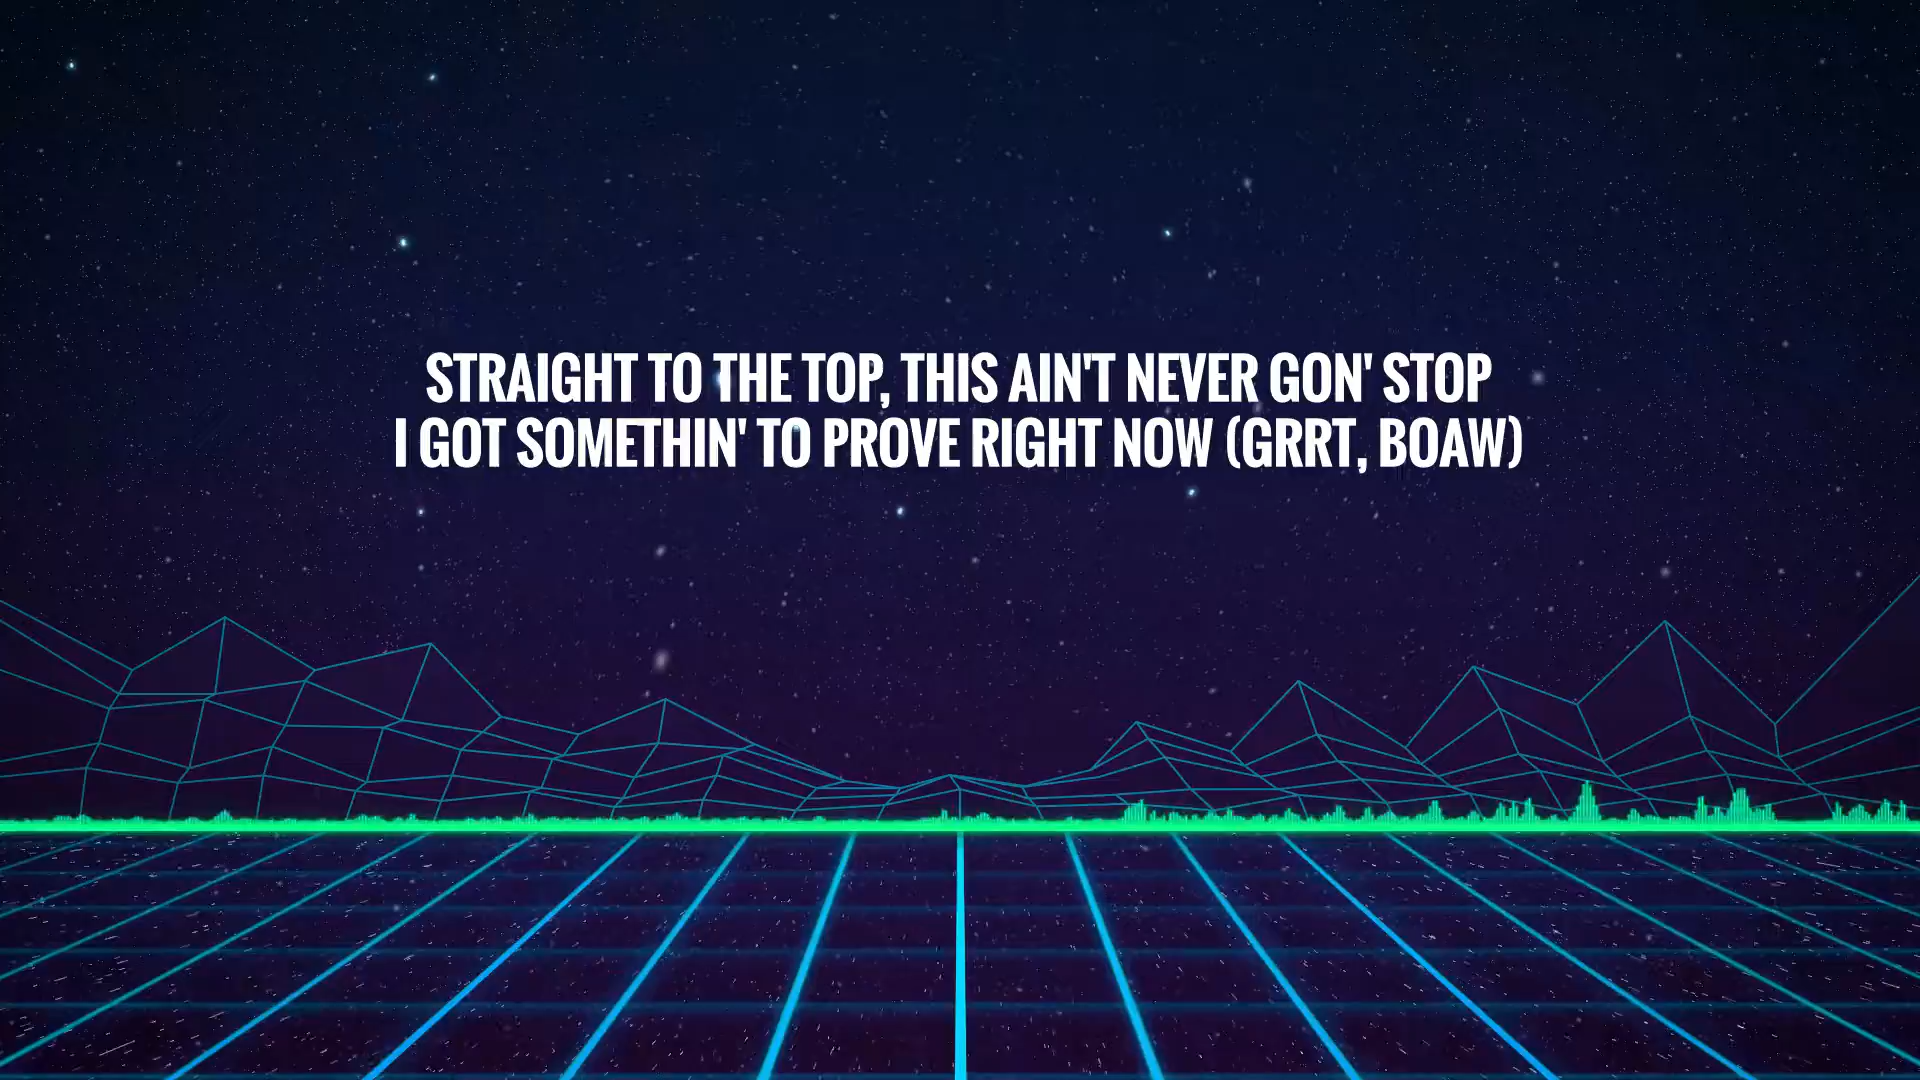 STRAIGHT TO THE TOP, THIS AIN'T NEVER GON' STOP
I GOT SOMETHIN' TO PROVE RIGHT NOW (GRRT, BOAW)